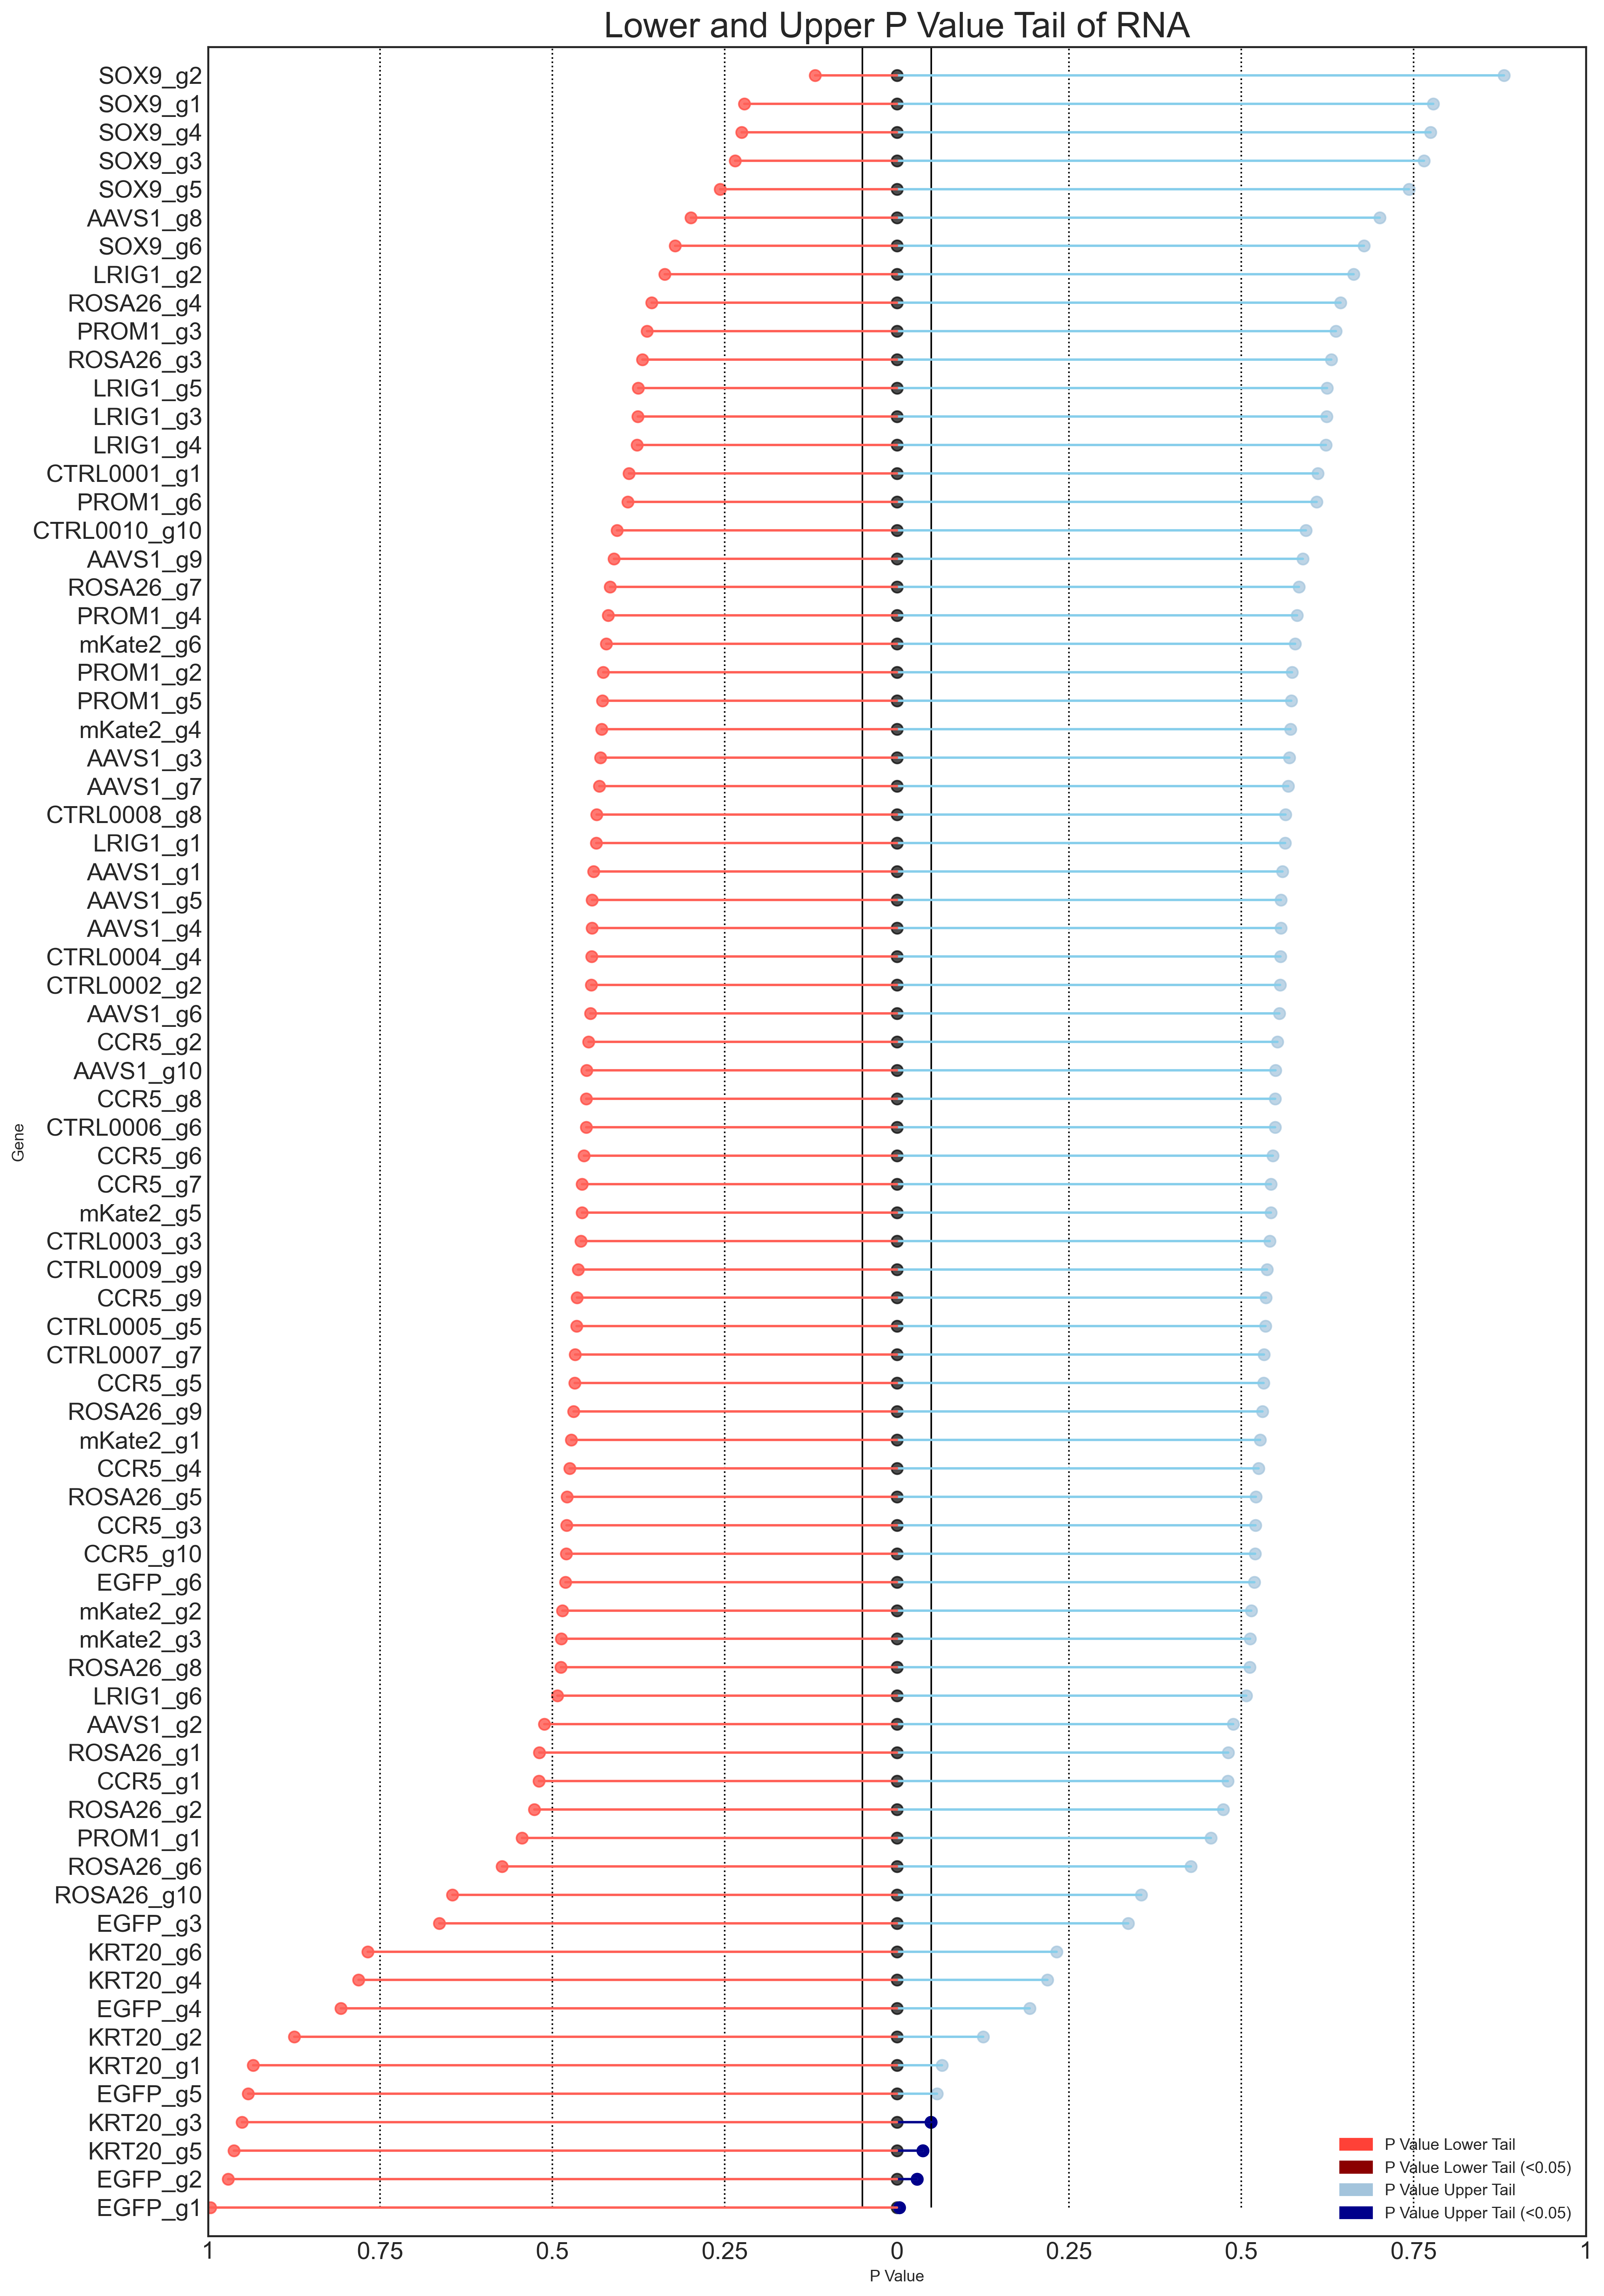 Lower and Upper P Value Tail of RNA
SOX9_g2
SOX9_g1
SOX9_g4
SOX9_g3
SOX9_g5
AAVS1_g8
SOX9_g6
LRIG1_g2
ROSA26_g4
PROM1_g3
ROSA26_g3
LRIG1_g5
LRIG1_g3
LRIG1_g4
CTRL0001_g1
PROM1_g6
CTRL0010_g10
AAVS1_g9
ROSA26_g7
PROM1_g4
mKate2_g6
PROM1_g2
PROM1_g5
mKate2_g4
AAVS1_g3
AAVS1_g7
CTRL0008_g8
LRIG1_g1
AAVS1_g1
AAVS1_g5
AAVS1_g4
CTRL0004_g4
CTRL0002_g2
AAVS1_g6
CCR5_g2
AAVS1_g10
CCR5_g8
CTRL0006_g6
CCR5_g6
CCR5_g7
mKate2_g5
CTRL0003_g3
CTRL0009_g9
CCR5_g9
CTRL0005_g5
CTRL0007_g7
CCR5_g5
ROSA26_g9
mKate2_g1
CCR5_g4
ROSA26_g5
CCR5_g3
CCR5_g10
EGFP_g6
mKate2_g2
mKate2_g3
ROSA26_g8
LRIG1_g6
AAVS1_g2
ROSA26_g1
CCR5_g1
ROSA26_g2
PROM1_g1
ROSA26_g6
ROSA26_g10
EGFP_g3
KRT20_g6
KRT20_g4
EGFP_g4
KRT20_g2
KRT20_g1
EGFP_g5
KRT20_g3
KRT20_g5
EGFP_g2
EGFP_g1
Gene
P Value Lower Tail
P Value Lower Tail (<0.05)
P Value Upper Tail
P Value Upper Tail (<0.05)
1 0.75 0.5 0.25 0 0.25 0.5 0.75 1
P Value